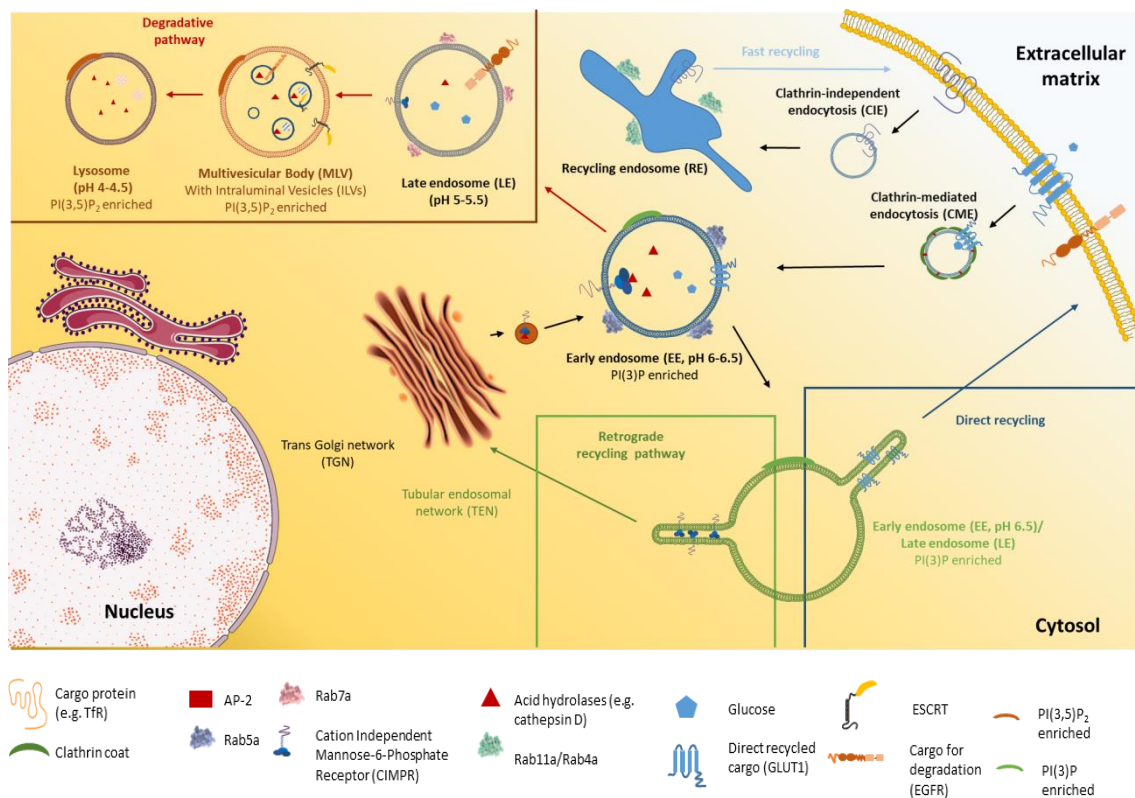 Degradative
pathway
Lysosome
(pH 4-4.5)
PI(3,5)P₂ enriched
Multivesicular Body (MLV)
With Intraluminal Vesicles (ILVs)
PI(3,5)P₂ enriched
Late endosome (LE)
(pH 5-5.5)
Fast recycling
Extracellular
matrix
Clathrin-independent
endocytosis (CIE)
Recycling endosome (RE)
Clathrin-mediated
endocytosis (CME)
Early endosome (EE, pH 6-6.5)
PI(3)P enriched
Trans Golgi network
(TGN)
Retrograde
recycling pathway
Direct recycling
Tubular endosomal
network (TEN)
Early endosome (EE, pH 6.5)/
Late endosome (LE)
PI(3)P enriched
Nucleus
Cytosol
Cargo protein
(e.g. TfR)
Clathrin coat
AP-2
Rab5a
Rab7a
Cation Independent
Mannose-6-Phosphate
Receptor (CIMPR)
Acid hydrolases (e.g.
cathepsin D)
Rab11a/Rab4a
Glucose
Direct recycled
cargo (GLUT1)
ESCRT
Cargo for
degradation
(EGFR)
PI(3,5)P₂
enriched
PI(3)P
enriched